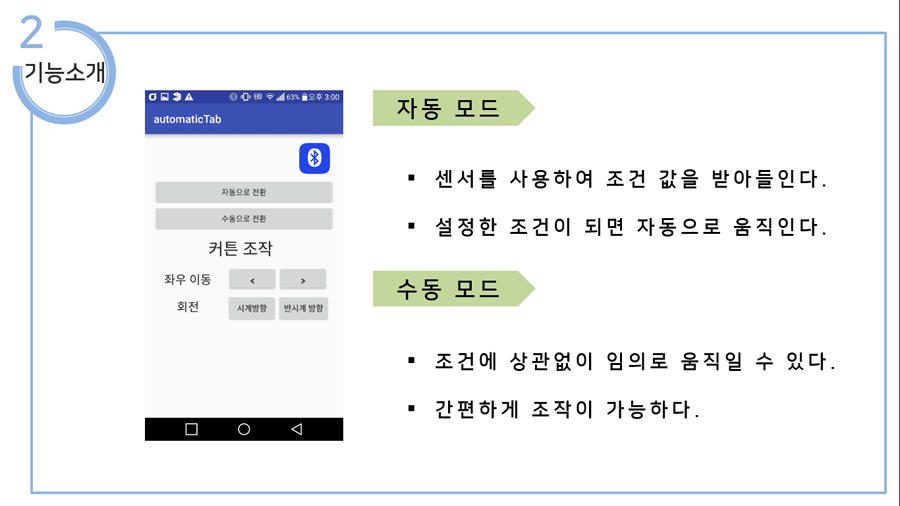 2
기능소개
63% 오후 3:00
automaticTab
자동으로 전환
수동으로 전환
커튼 조작
좌우 이동 < >
회전 시계방향 반시계 방향
자동 모드
▪ 센서를 사용하여 조건 값을 받아들인다.
▪ 설정한 조건이 되면 자동으로 움직인다.
수동 모드
▪ 조건에 상관없이 임의로 움직일 수 있다.
▪ 간편하게 조작이 가능하다.